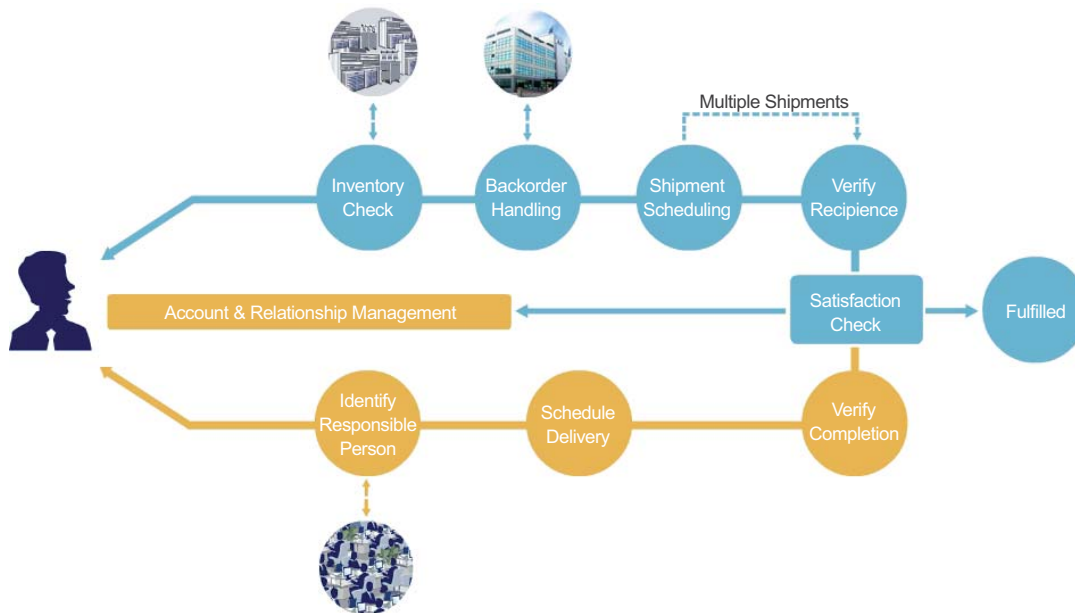 Multiple Shipments
Inventory
Check
Backorder
Handling
Shipment
Scheduling
Verify
Recipience
Account & Relationship Management
Satisfaction
Check
Fulfilled
Identify
Responsible
Person
Schedule
Delivery
Verify
Completion